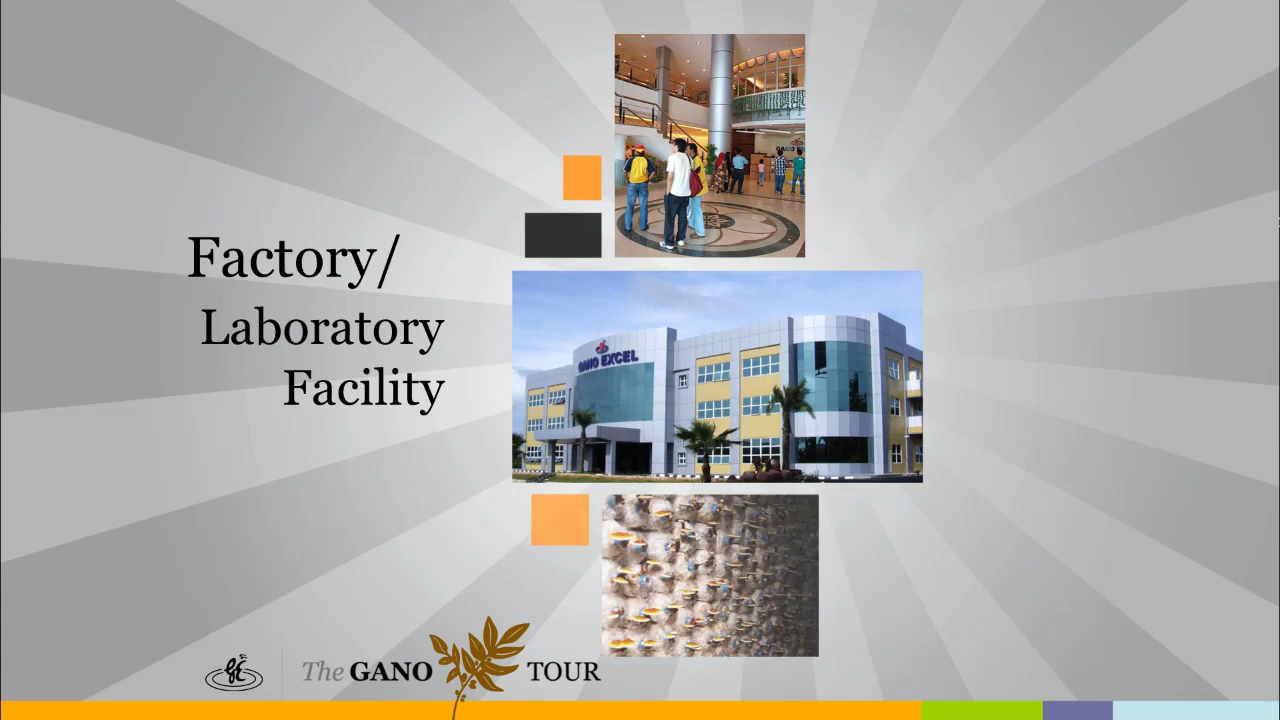 Factory/
Laboratory
Facility
GANO EXCEL
The GANO TOUR